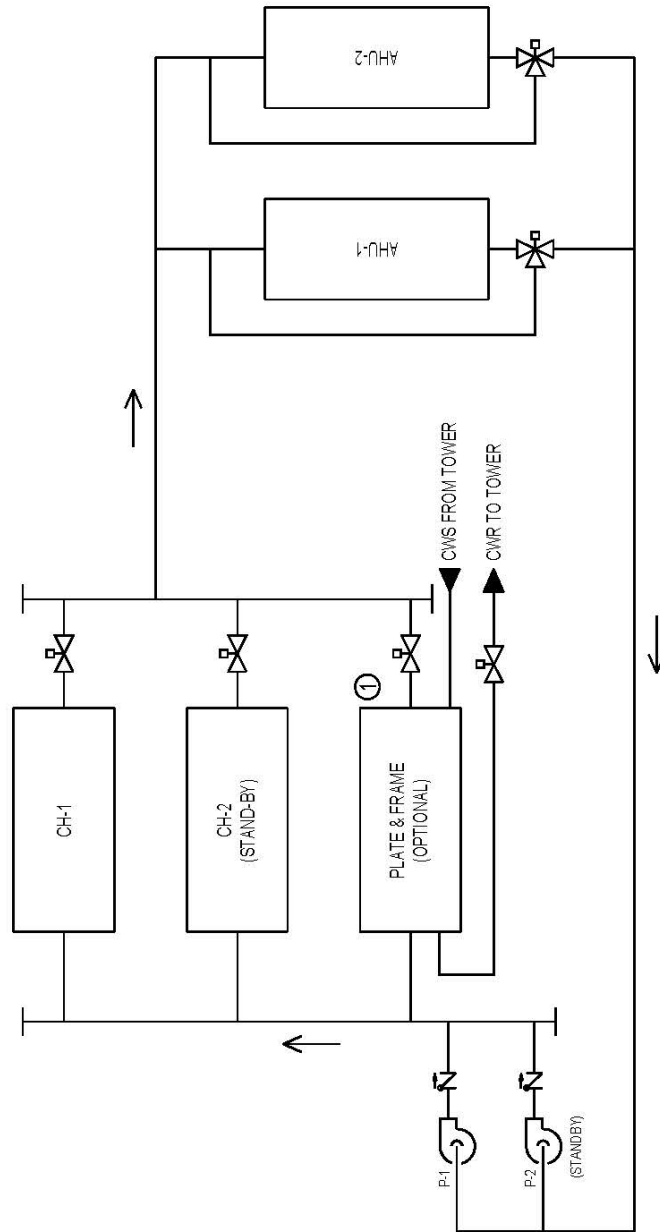 AHU-2
AHU-1
CWS FROM TOWER
CWR TO TOWER
CH-1
CH-2
(STAND-BY)
1
PLATE & FRAME
(OPTIONAL)
P-1
P-2
(STANDBY)